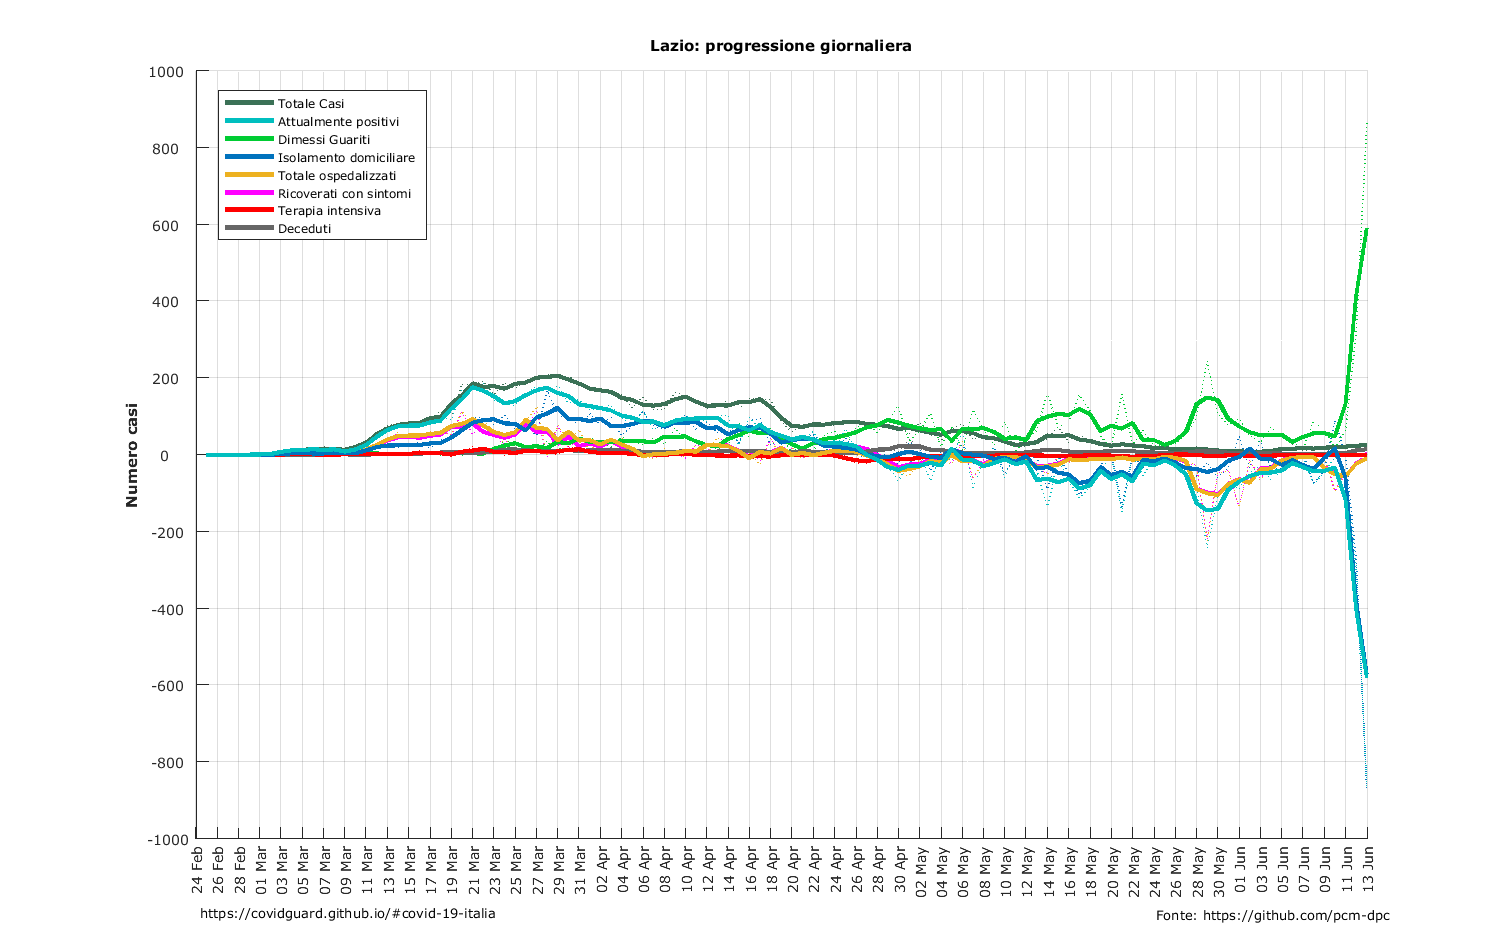 Lazio: progressione giornaliera
Numero casi
1000
800
600
400
200
0
-200
-400
-600
-800
-1000
Totale Casi
Attualmente positivi
Dimessi Guariti
Isolamento domiciliare
Totale ospedalizzati
Ricoverati con sintomi
Terapia intensiva
Deceduti
24 Feb
26 Feb
28 Feb
01 Mar
03 Mar
05 Mar
07 Mar
09 Mar
11 Mar
13 Mar
15 Mar
17 Mar
19 Mar
21 Mar
23 Mar
25 Mar
27 Mar
29 Mar
31 Mar
02 Apr
04 Apr
06 Apr
08 Apr
10 Apr
12 Apr
14 Apr
16 Apr
18 Apr
20 Apr
22 Apr
24 Apr
26 Apr
28 Apr
30 Apr
02 May
04 May
06 May
08 May
10 May
12 May
14 May
16 May
18 May
20 May
22 May
24 May
26 May
28 May
30 May
01 Jun
03 Jun
05 Jun
07 Jun
09 Jun
11 Jun
13 Jun
https://covidguard.github.io/#covid-19-italia
Fonte: https://github.com/pcm-dpc